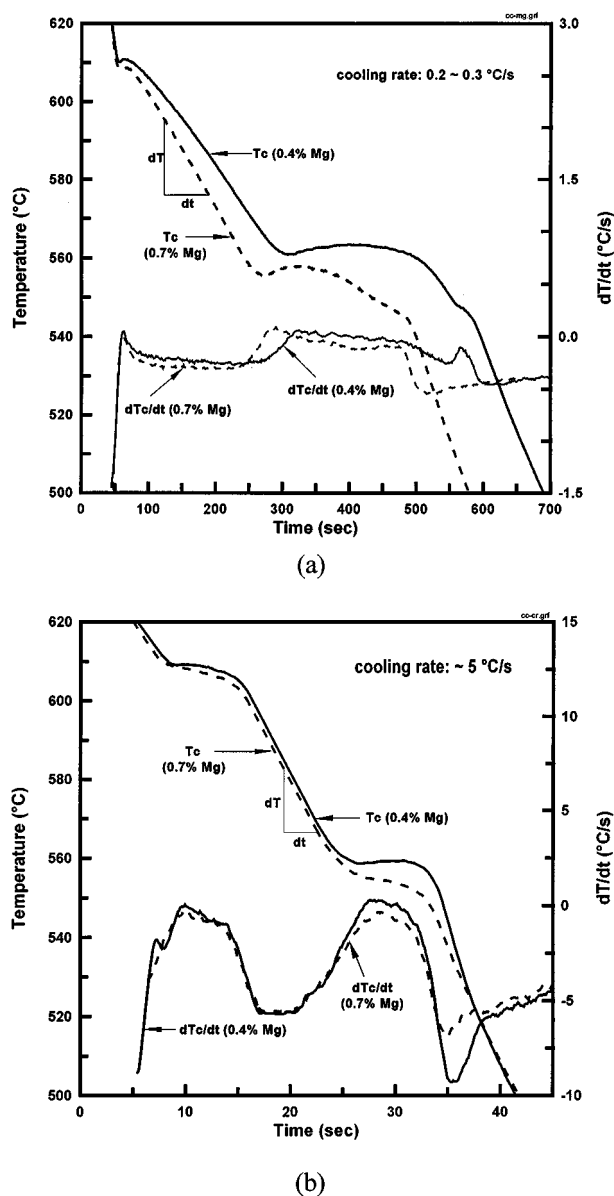 cc-mg.grf
620
600
580
560
540
520
500
Temperature (°C)
3.0
1.5
0.0
-1.5
dT/dt (°C/s)
cooling rate: 0.2 ~ 0.3 °C/s
Tc (0.4% Mg)
dT
dt
Tc
(0.7% Mg)
dTc/dt (0.4% Mg)
dTc/dt (0.7% Mg)
0 100 200 300 400 500 600 700
Time (sec)
(a)
cc-cr.grf
620
600
580
560
540
520
500
Temperature (°C)
15
10
5
0
-5
-10
dT/dt (°C/s)
cooling rate: ~ 5 °C/s
Tc
(0.7% Mg)
dT
Tc (0.4% Mg)
dt
dTc/dt
(0.7% Mg)
dTc/dt (0.4% Mg)
0 10 20 30 40
Time (sec)
(b)